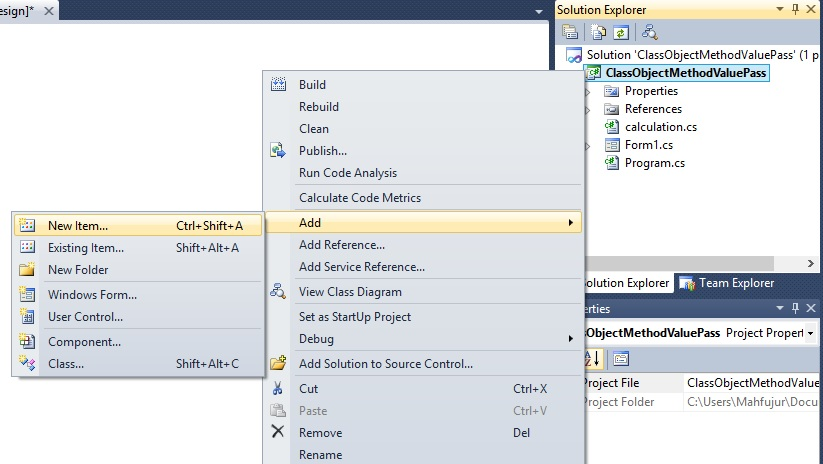 esign]*
Solution Explorer
Solution 'ClassObjectMethodValuePass' (1 p
ClassObjectMethodValuePass
Properties
References
calculation.cs
Form1.cs
Program.cs
Build
Rebuild
Clean
Publish...
Run Code Analysis
Calculate Code Metrics
Add
Add Reference...
Add Service Reference...
View Class Diagram
Set as StartUp Project
Debug
Add Solution to Source Control...
Cut Ctrl+X
Paste Ctrl+V
Remove Del
Rename
New Item... Ctrl+Shift+A
Existing Item... Shift+Alt+A
New Folder
Windows Form...
User Control...
Component...
Class... Shift+Alt+C
olution Explorer Team Explorer
erties
ObjectMethodValuePass Project Propert
Project File ClassObjectMethodValue
Project Folder C:\Users\Mahfujur\Docu